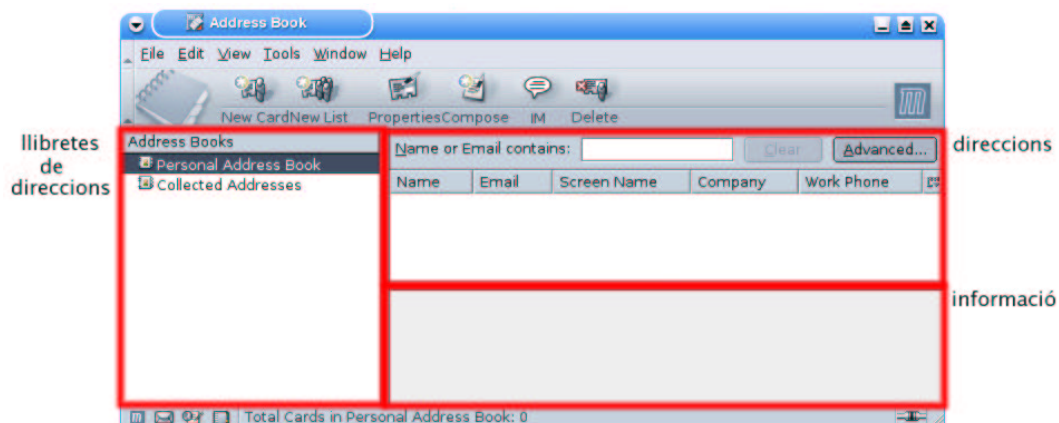 Address Book
File Edit View Tools Window Help
New Card New List Properties Compose IM Delete
llibretes
de
direccions
Address Books
Personal Address Book
Collected Addresses
Name or Email contains: Clear Advanced...
Name Email Screen Name Company Work Phone
direccions
informació
Total Cards in Personal Address Book: 0